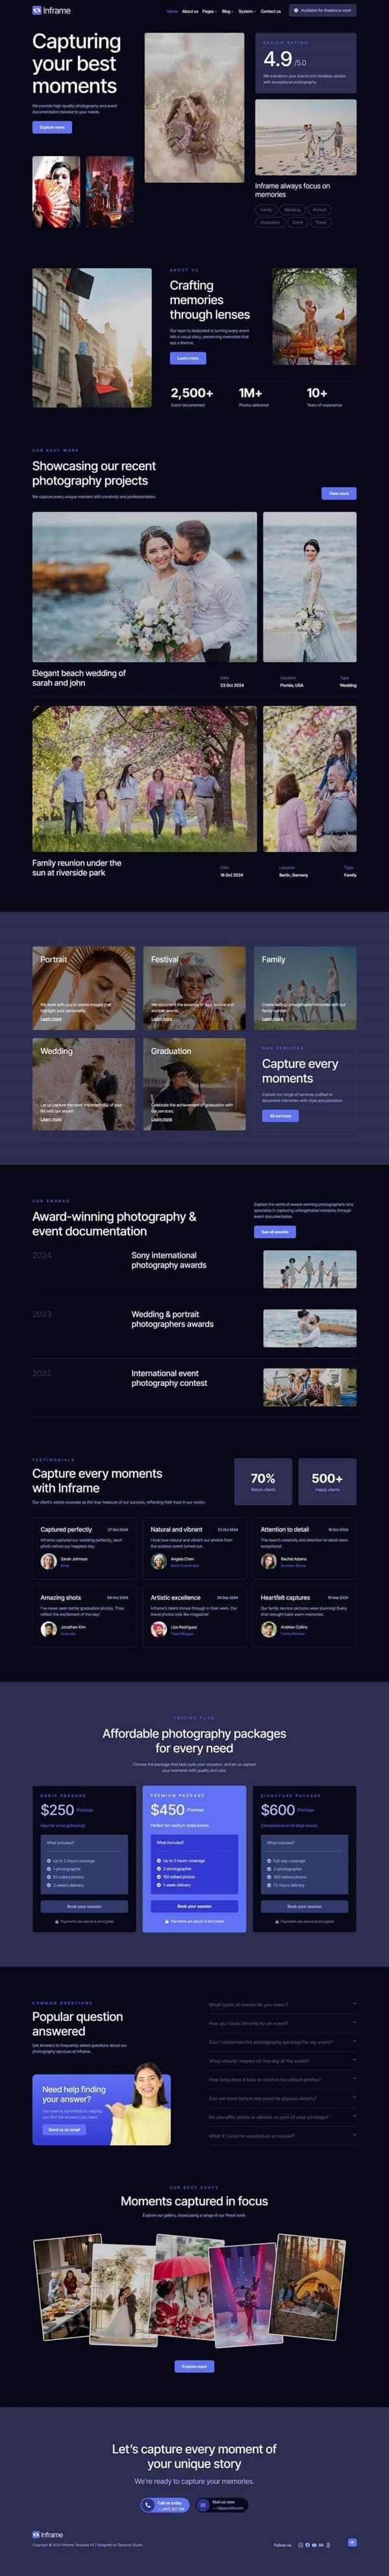 Inframe
Home About us Pages Blog System Contact us
Available for freelance work
Capturing
your best
moments
We provide high-quality photography and event
documentation tailored to your needs.
Explore more
REVIEW RATING
4.9 /5.0
We transform your events into timeless stories
with exceptional photography.
Inframe always focus on
memories
Family Wedding Portrait
Graduation Event Travel
ABOUT US
Crafting
memories
through lenses
Our team is dedicated to turning every event
into a visual story, preserving memories that
last a lifetime.
Learn more
2,500+ 1M+ 10+
Event documented Photos delivered Years of experience
OUR BEST WORK
Showcasing our recent
photography projects
We capture every unique moment with creativity and professionalism.
View more
Elegant beach wedding of
sarah and john
Date Location Type
23 Oct 2024 Florida, USA Wedding
Family reunion under the
sun at riverside park
Date Location Type
16 Oct 2024 Berlin, Germany Family
Portrait
We work with you to create images that
highlight your personality.
Learn more
Festival
We document the essence of your festival and
another events.
Learn more
Family
Create lasting unforgettable memories with our
family session.
Learn more
Wedding
Let us capture the most important day of your
life with our expert.
Learn more
Graduation
Celebrate the achievement of graduation with
our services.
Learn more
OUR SERVICES
Capture every
moments
Explore our range of services crafted to
document memories with style and precision.
All services
OUR AWARDS
Award-winning photography &
event documentation
Explore the world of award-winning photographers who
specializes in capturing unforgettable moments through
event documentation.
See all awards
2024
Sony international
photography awards
2023
Wedding & portrait
photographers awards
2022
International event
photography contest
TESTIMONIALS
Capture every moments
with Inframe
Our client's words resonate as the true measure of our success, reflecting their trust in our works.
70%
Return clients
500+
Happy clients
Captured perfectly 27 Oct 2024
Inframe captured our wedding perfectly, each
photo relives our happiest day.
Sarah Johnson
Bride
Natural and vibrant 23 Oct 2024
I love how natural and vibrant our photos from
the outdoor event turned out.
Angela Chen
Event Coordinator
Attention to detail 16 Oct 2024
The team's creativity and attention to detail were
exceptional.
Rachel Adams
Business Owner
Amazing shots 09 Oct 2024
I've never seen better graduation photos. They
reflect the excitement of the day!
Jonathan Kim
Graduate
Artistic excellence 28 Sep 2024
Inframe's talent shines through in their work. Our
travel photos look like magazine!
Lisa Rodriguez
Travel Blogger
Heartfelt captures 19 Sep 2024
Our family reunion pictures were stunning! Every
shot brought back warm memories.
Andrew Collins
Family Member
PRICING PLAN
Affordable photography packages
for every need
Choose the package that best suits your occasion, and let us capture
your moments with quality and care.
BASIC PACKAGE
$250 /Package
Ideal for small gatherings
What included?
Up to 3 hours coverage
1 photographer
50 edited photos
2 weeks delivery
Book your session
Payments are secure & encrypted
PREMIUM PACKAGE
$450 /Package
Perfect for medium-sized events
What included?
Up to 5 hours coverage
2 photographer
150 edited photos
1 week delivery
Book your session
Payments are secure & encrypted
SIGNATURE PACKAGE
$600 /Package
Comprehensive for large events
What included?
Full day coverage
3 photographer
300 edited photos
72 hours delivery
Book your session
Payments are secure & encrypted
COMMON QUESTIONS
Popular question
answered
Get answers to frequently asked questions about our
photography services at Inframe.
Need help finding
your answer?
Our team is committed to helping
you find the answers you need.
Send us an email
What types of events do you cover?
How do I book Inframe for an event?
Can I customize the photography package for my event?
What should I expect on the day of the event?
How long does it take to receive the edited photos?
Can we meet before the event to discuss details?
Do you offer prints or albums as part of your package?
What if I need to reschedule or cancel?
OUR BEST SHOTS
Moments captured in focus
Explore our gallery, showcasing a range of our finest work.
Explore more
Let's capture every moment of
your unique story
We're ready to capture your memories.
Call us today
Mail us now
Inframe
Follow us